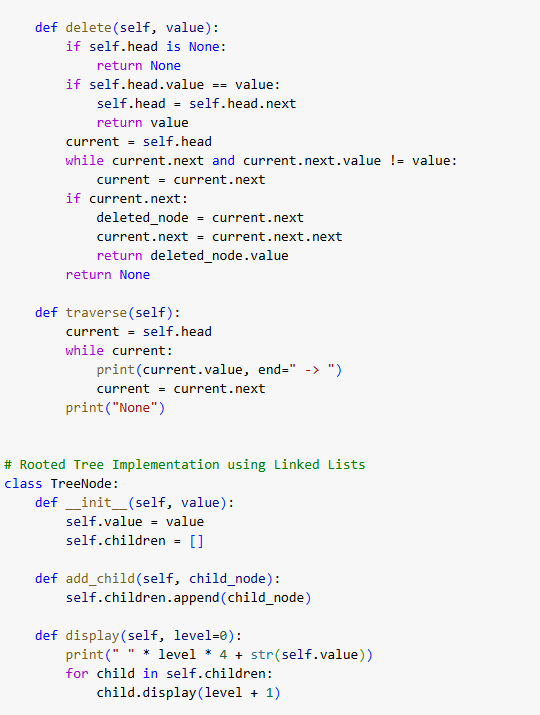 def delete(self, value):
        if self.head is None:
            return None
        if self.head.value == value:
            self.head = self.head.next
            return value
        current = self.head
        while current.next and current.next.value != value:
            current = current.next
        if current.next:
            deleted_node = current.next
            current.next = current.next.next
            return deleted_node.value
        return None

    def traverse(self):
        current = self.head
        while current:
            print(current.value, end=" -> ")
            current = current.next
        print("None")


# Rooted Tree Implementation using Linked Lists
class TreeNode:
    def __init__(self, value):
        self.value = value
        self.children = []

    def add_child(self, child_node):
        self.children.append(child_node)

    def display(self, level=0):
        print(" " * level * 4 + str(self.value))
        for child in self.children:
            child.display(level + 1)